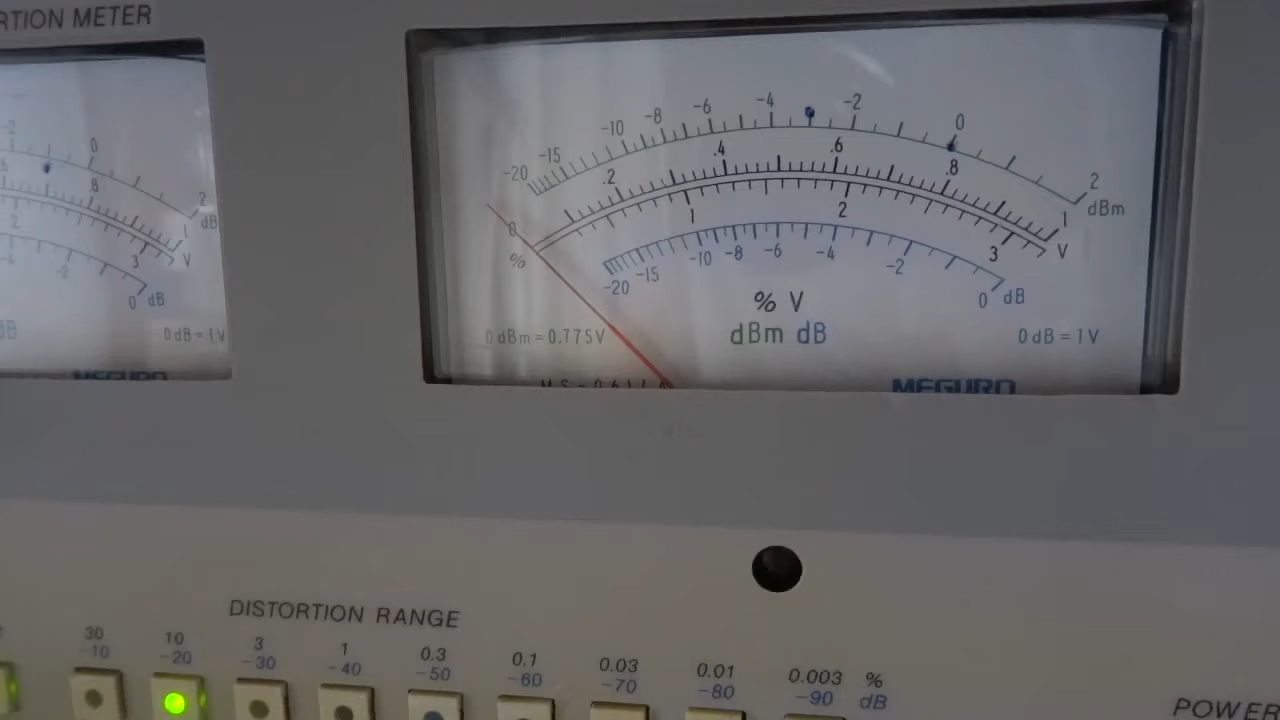 RTION METER
-20 -15 -10 -8 -6 -4 -2 0 2 dBm
0 .2 .4 .6 .8 1 V
% 1 2 3
-20 -15 -10 -8 -6 -4 -2 0 dB
% V
dBm dB
0 dBm = 0.775V
0 dB = 1V
MEGURO
-2 0 2 dB
.8 1 V
2 3
-4 -2 0 dB
0 dB = 1V
MEGURO
DISTORTION RANGE
30 10 3 1 0.3 0.1 0.03 0.01 0.003 %
-10 -20 -30 -40 -50 -60 -70 -80 -90 dB
POWER